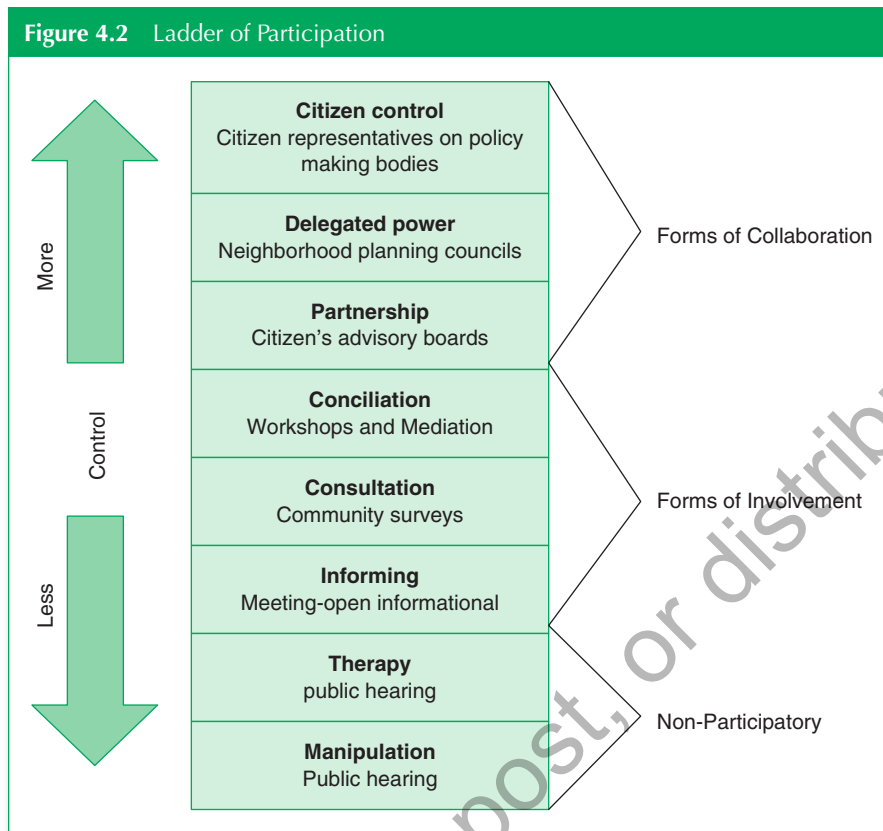 Figure 4.2 Ladder of Participation
Citizen control
Citizen representatives on policy
making bodies
Delegated power
Neighborhood planning councils
Partnership
Citizen's advisory boards
Conciliation
Workshops and Mediation
Consultation
Community surveys
Informing
Meeting-open informational
Therapy
public hearing
Manipulation
Public hearing
More
Control
Less
Forms of Collaboration
Forms of Involvement
Non-Participatory
post, or